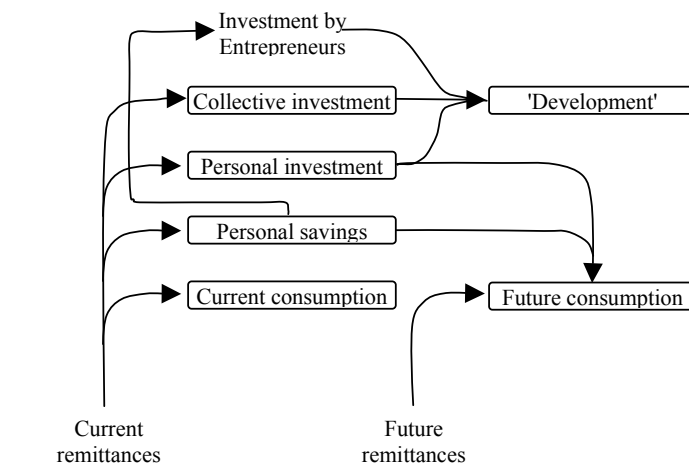 Investment by
Entrepreneurs
Collective investment
'Development'
Personal investment
Personal savings
Current consumption
Future consumption
Current
remittances
Future
remittances